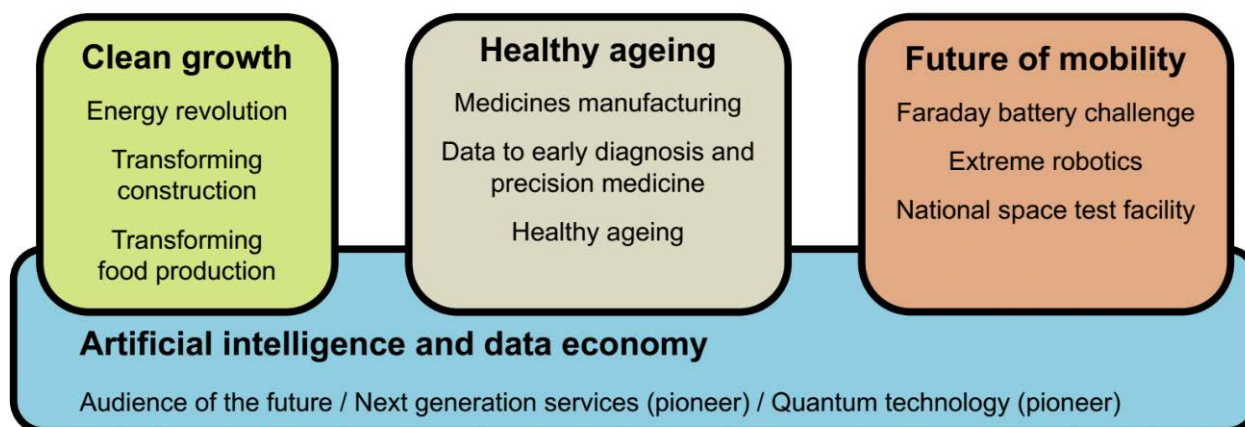 Clean growth
Energy revolution
Transforming
construction
Transforming
food production
Healthy ageing
Medicines manufacturing
Data to early diagnosis and
precision medicine
Healthy ageing
Future of mobility
Faraday battery challenge
Extreme robotics
National space test facility
Artificial intelligence and data economy
Audience of the future / Next generation services (pioneer) / Quantum technology (pioneer)